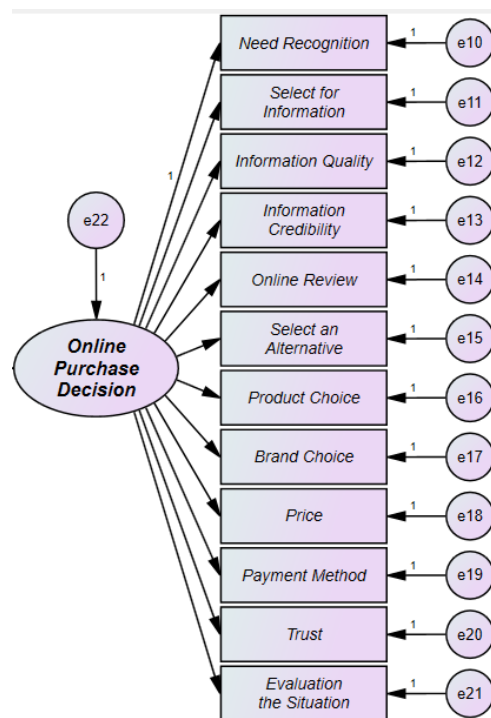 Need Recognition
1
e10
Select for
Information
1
e11
Information Quality
1
e12
1
Information
Credibility
1
e13
e22
Online Review
1
e14
1
Select an
Alternative
1
e15
Online
Purchase
Decision
Product Choice
1
e16
Brand Choice
1
e17
Price
1
e18
Payment Method
1
e19
Trust
1
e20
Evaluation
the Situation
1
e21